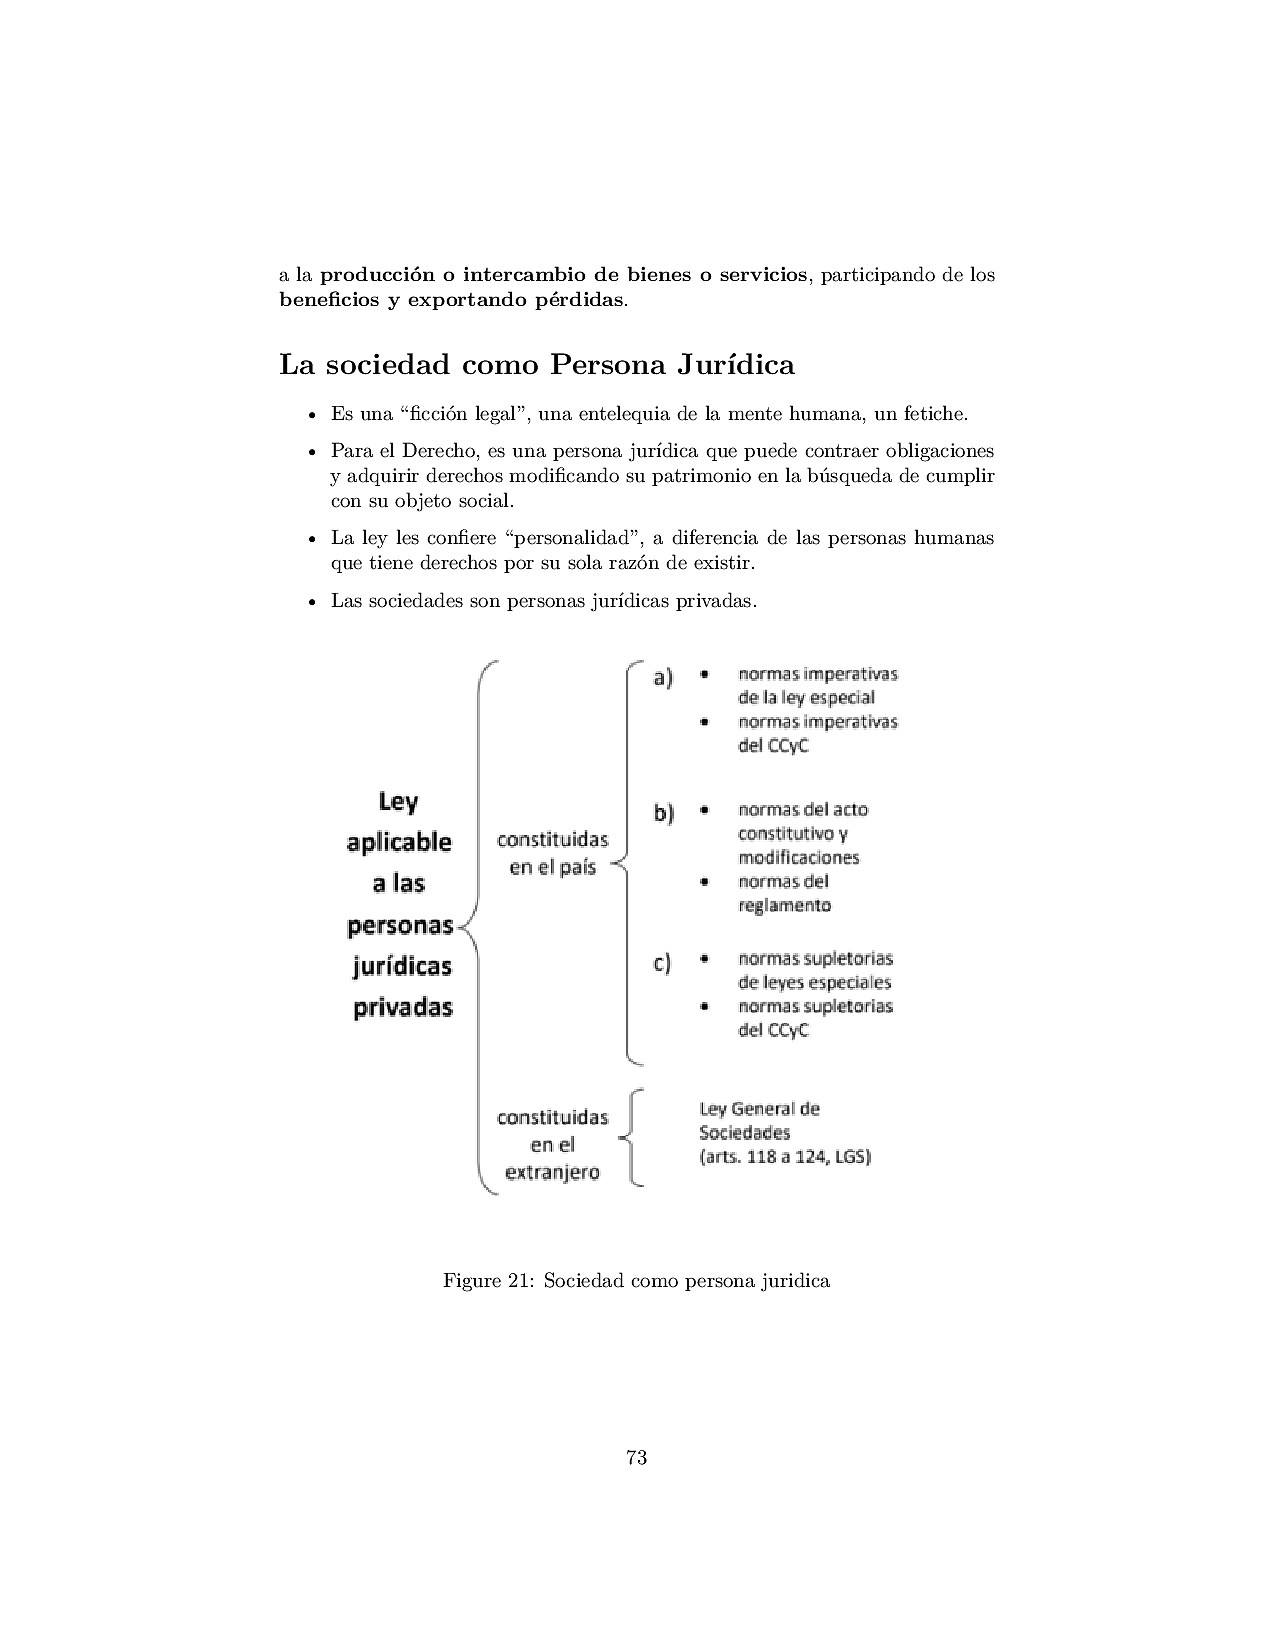 a la producción o intercambio de bienes o servicios, participando de los
beneficios y exportando pérdidas.
La sociedad como Persona Jurídica
• Es una “ficción legal”, una entelequia de la mente humana, un fetiche.
• Para el Derecho, es una persona jurídica que puede contraer obligaciones
y adquirir derechos modificando su patrimonio en la búsqueda de cumplir
con su objeto social.
• La ley les confiere “personalidad”, a diferencia de las personas humanas
que tiene derechos por su sola razón de existir.
• Las sociedades son personas jurídicas privadas.
Ley
aplicable
a las
personas
jurídicas
privadas
constituidas
en el país
a) • normas imperativas
de la ley especial
• normas imperativas
del CCyC
b) • normas del acto
constitutivo y
modificaciones
• normas del
reglamento
c) • normas supletorias
de leyes especiales
• normas supletorias
del CCyC
constituidas
en el
extranjero
Ley General de
Sociedades
(arts. 118 a 124, LGS)
Figure 21: Sociedad como persona juridica
73